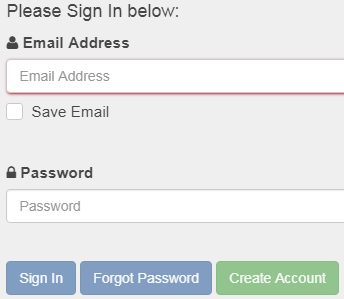 Please Sign In below:
Email Address
Email Address
Save Email
Password
Password
Sign In Forgot Password Create Account